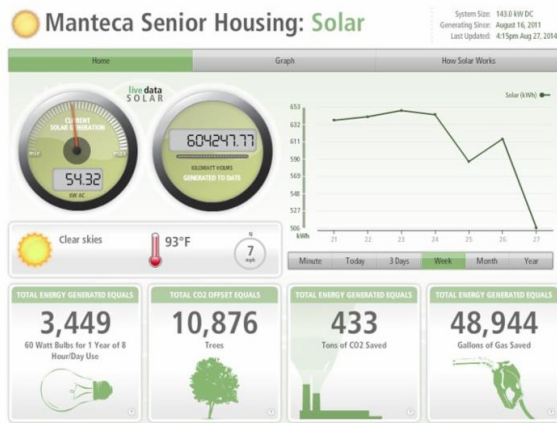 Manteca Senior Housing: Solar
System Size: 143.0 kW DC
Generating Since: August 16, 2011
Last Updated: 4:15pm Aug 27, 2014
Home
Graph
How Solar Works
live data
SOLAR
CURRENT
SOLAR GENERATION
min
max
54.32
KW AC
604247.77
KILOWATT HOURS
GENERATED TO DATE
Solar (kWh)
653
632
611
590
569
548
527
506
kWh
21
22
23
24
25
26
27
Clear skies
93°F
N
7
mph
Minute
Today
3 Days
Week
Month
Year
TOTAL ENERGY GENERATED EQUALS
3,449
60 Watt Bulbs for 1 Year of 8
Hour/Day Use
TOTAL CO2 OFFSET EQUALS
10,876
Trees
TOTAL ENERGY GENERATED EQUALS
433
Tons of CO2 Saved
TOTAL ENERGY GENERATED EQUALS
48,944
Gallons of Gas Saved